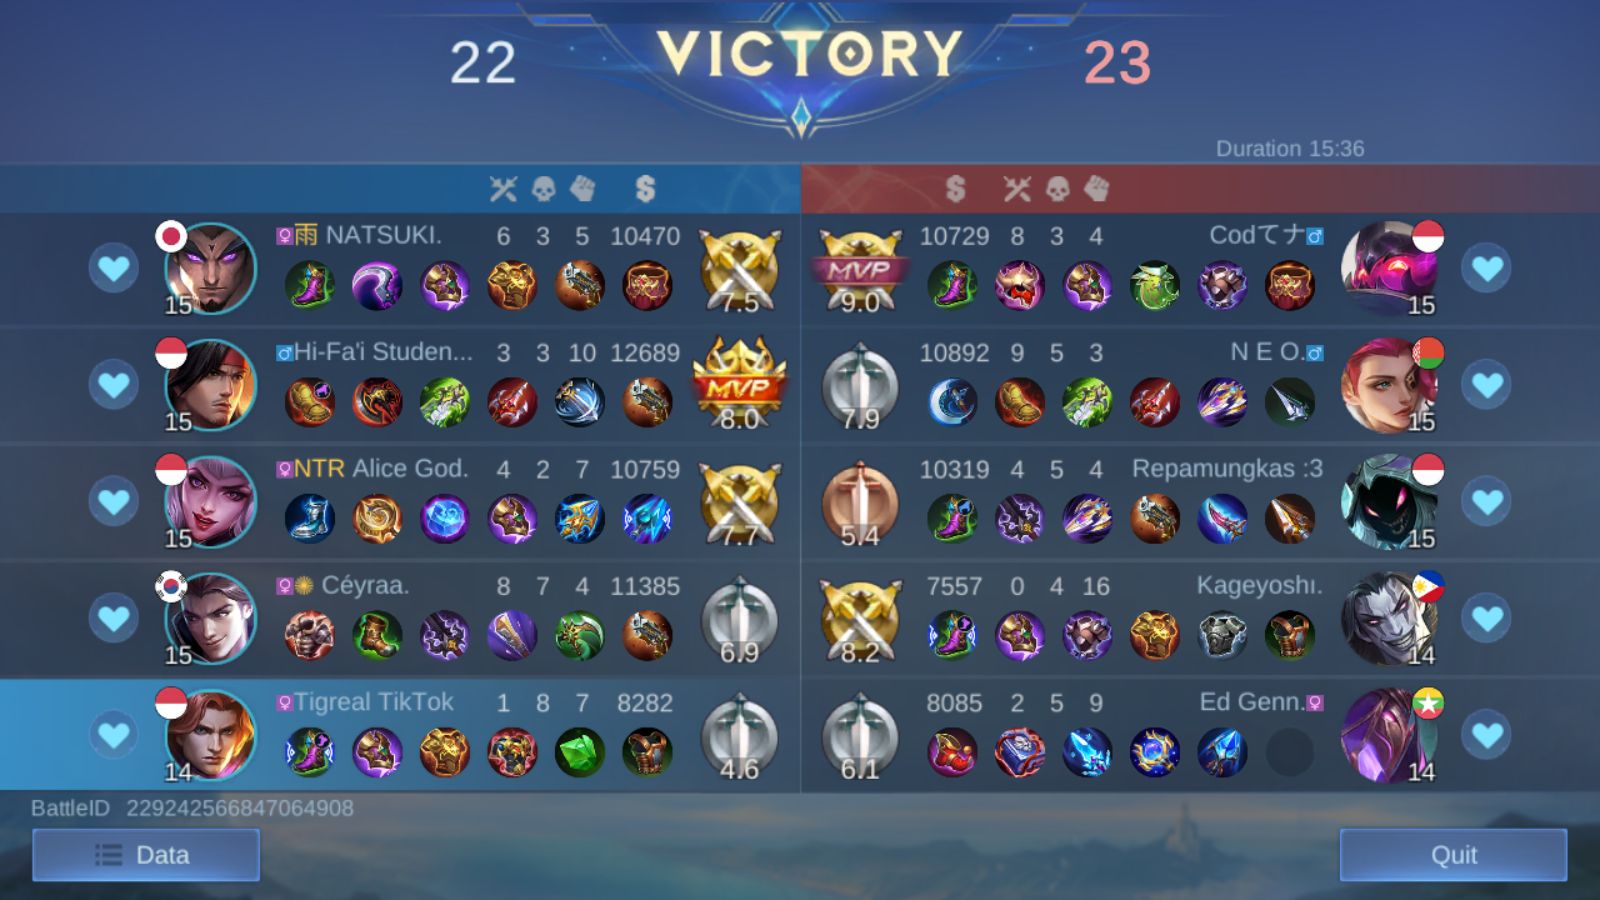 22 VICTORY 23
Duration 15:36
雨 NATSUKI. 6 3 5 10470 7.5
15
Hi-Fa'i Studen... 3 3 10 12689 MVP 8.0
15
NTR Alice God. 4 2 7 10759 7.7
15
Céyraa. 8 7 4 11385 6.9
15
Tigreal TikTok 1 8 7 8282 4.6
14
MVP 9.0 10729 8 3 4 Codてナ
15
7.9 10892 9 5 3 N E O.
15
5.4 10319 4 5 4 Repamungkas :3
15
8.2 7557 0 4 16 Kageyoshı.
14
6.1 8085 2 5 9 Ed Genn.
14
BattleID 229242566847064908
Data
Quit